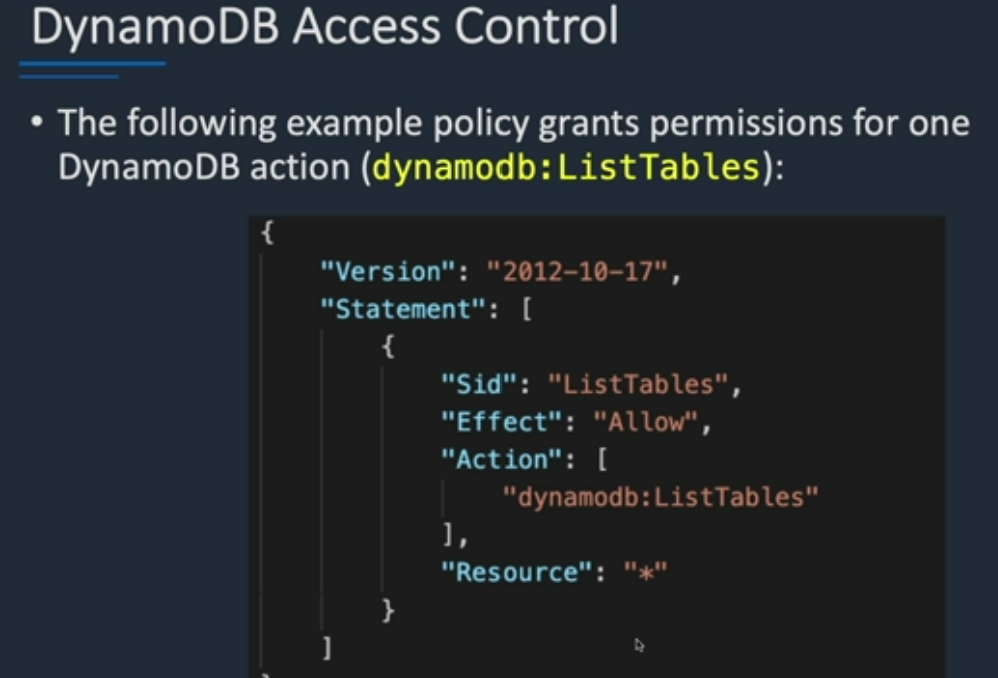 DynamoDB Access Control
• The following example policy grants permissions for one
DynamoDB action (dynamodb:ListTables):
{
"Version": "2012-10-17",
"Statement": [
{
"Sid": "ListTables",
"Effect": "Allow",
"Action": [
"dynamodb:ListTables"
],
"Resource": "*"
}
]